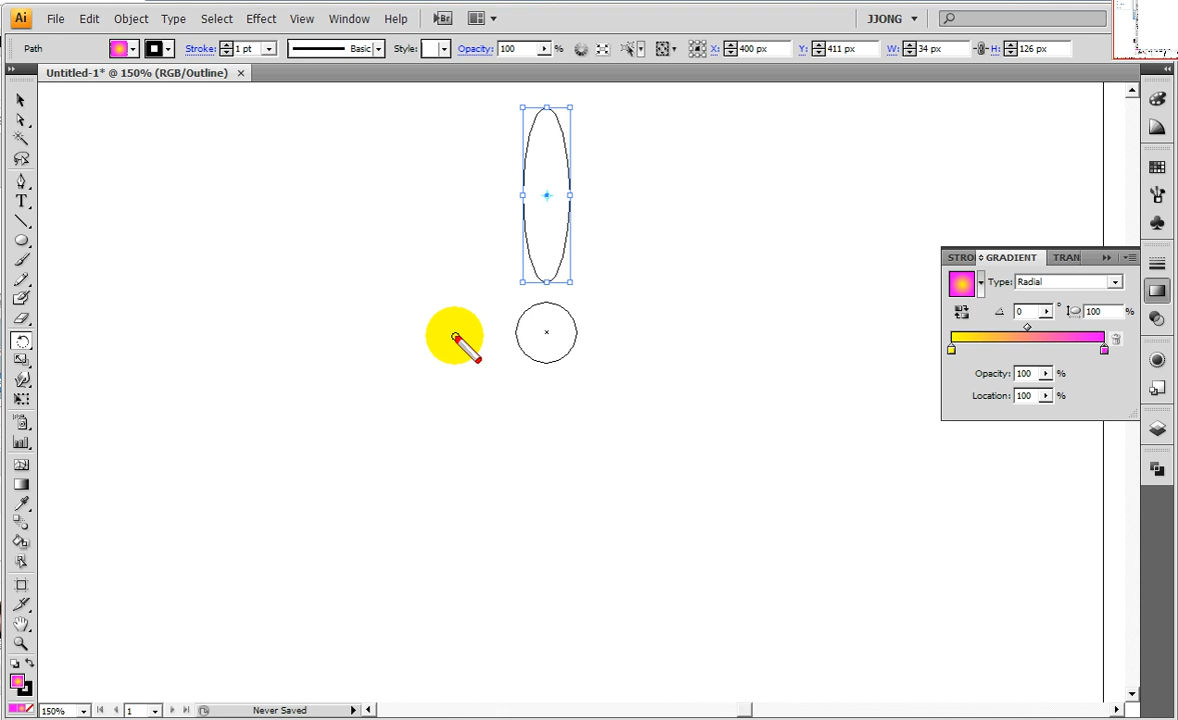 Ai File Edit Object Type Select Effect View Window Help Br JJONG
Path Stroke: 1 pt Basic Style: Opacity: 100 % X: 400 px Y: 411 px W: 34 px H: 126 px
Untitled-1* @ 150% (RGB/Outline)
STRO GRADIENT TRAN
Type: Radial
0 ° 100 %
Opacity: 100 %
Location: 100 %
T
150% 1 Never Saved